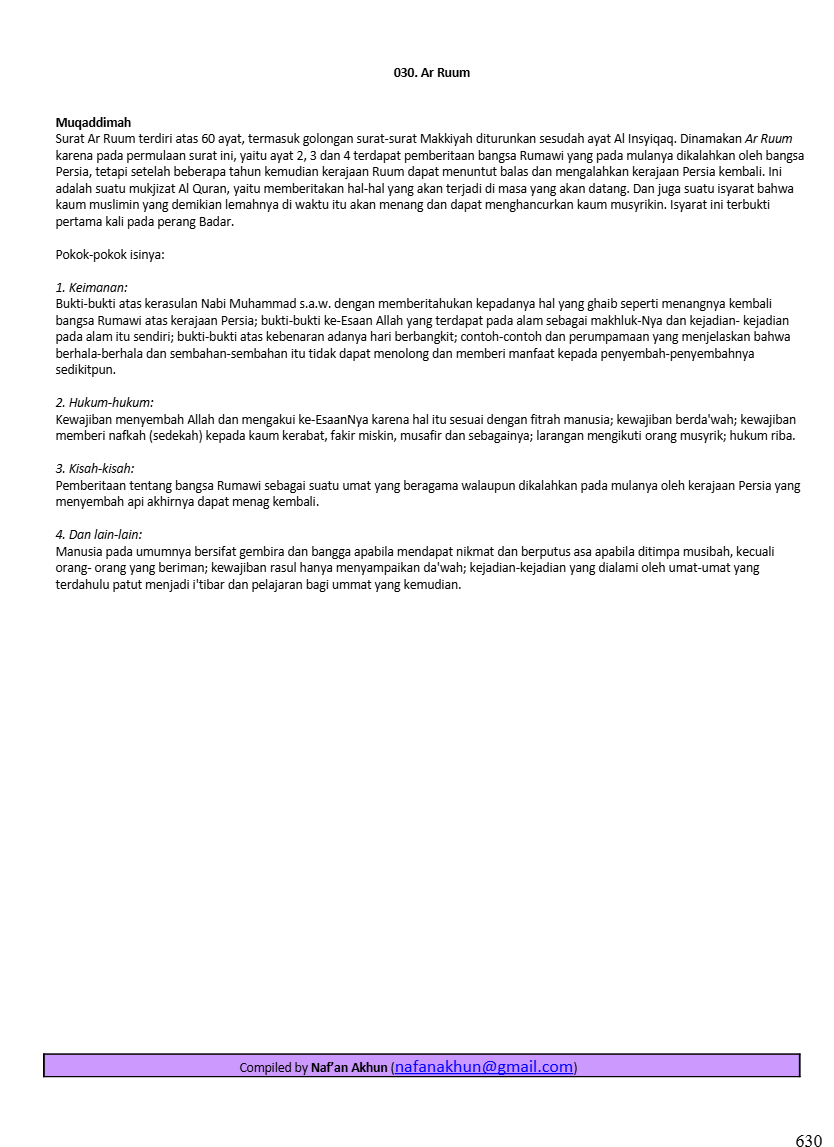 030. Ar Ruum
Muqaddimah
Surat Ar Ruum terdiri atas 60 ayat, termasuk golongan surat-surat Makkiyah diturunkan sesudah ayat Al Insyiqaq. Dinamakan Ar Ruum
karena pada permulaan surat ini, yaitu ayat 2, 3 dan 4 terdapat pemberitaan bangsa Rumawi yang pada mulanya dikalahkan oleh bangsa
Persia, tetapi setelah beberapa tahun kemudian kerajaan Ruum dapat menuntut balas dan mengalahkan kerajaan Persia kembali. Ini
adalah suatu mukjizat Al Quran, yaitu memberitakan hal-hal yang akan terjadi di masa yang akan datang. Dan juga suatu isyarat bahwa
kaum muslimin yang demikian lemahnya di waktu itu akan menang dan dapat menghancurkan kaum musyrikin. Isyarat ini terbukti
pertama kali pada perang Badar.
Pokok-pokok isinya:
1. Keimanan:
Bukti-bukti atas kerasulan Nabi Muhammad s.a.w. dengan memberitahukan kepadanya hal yang ghaib seperti menangnya kembali
bangsa Rumawi atas kerajaan Persia; bukti-bukti ke-Esaan Allah yang terdapat pada alam sebagai makhluk-Nya dan kejadian- kejadian
pada alam itu sendiri; bukti-bukti atas kebenaran adanya hari berbangkit; contoh-contoh dan perumpamaan yang menjelaskan bahwa
berhala-berhala dan sembahan-sembahan itu tidak dapat menolong dan memberi manfaat kepada penyembah-penyembahnya
sedikitpun.
2. Hukum-hukum:
Kewajiban menyembah Allah dan mengakui ke-EsaanNya karena hal itu sesuai dengan fitrah manusia; kewajiban berda'wah; kewajiban
memberi nafkah (sedekah) kepada kaum kerabat, fakir miskin, musafir dan sebagainya; larangan mengikuti orang musyrik; hukum riba.
3. Kisah-kisah:
Pemberitaan tentang bangsa Rumawi sebagai suatu umat yang beragama walaupun dikalahkan pada mulanya oleh kerajaan Persia yang
menyembah api akhirnya dapat menag kembali.
4. Dan lain-lain:
Manusia pada umumnya bersifat gembira dan bangga apabila mendapat nikmat dan berputus asa apabila ditimpa musibah, kecuali
orang- orang yang beriman; kewajiban rasul hanya menyampaikan da'wah; kejadian-kejadian yang dialami oleh umat-umat yang
terdahulu patut menjadi i'tibar dan pelajaran bagi ummat yang kemudian.
Compiled by Naf’an Akhun (nafanakhun@gmail.com)
630